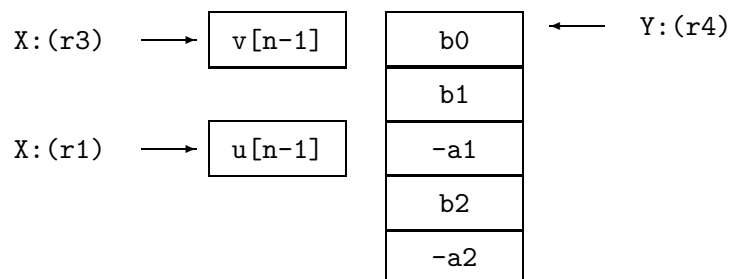 X:(r3) v[n-1] b0 Y:(r4)
b1
X:(r1) u[n-1] -a1
b2
-a2